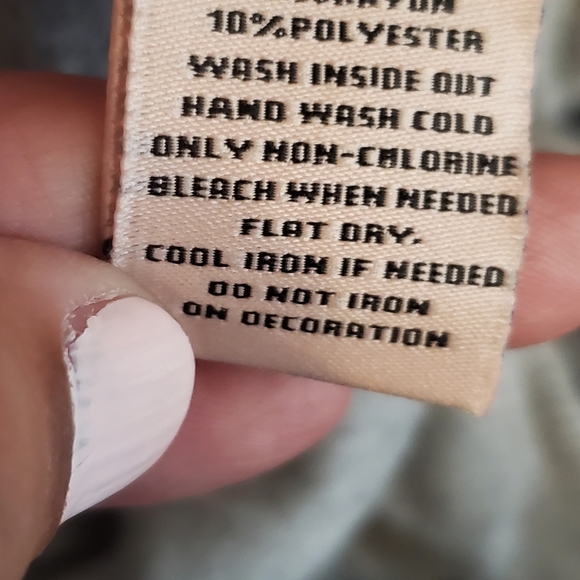 10%POLYESTER
WASH INSIDE OUT
HAND WASH COLD
ONLY NON-CHLORINE
BLEACH WHEN NEEDED
FLAT DRY.
COOL IRON IF NEEDED
DO NOT IRON
ON DECORATION